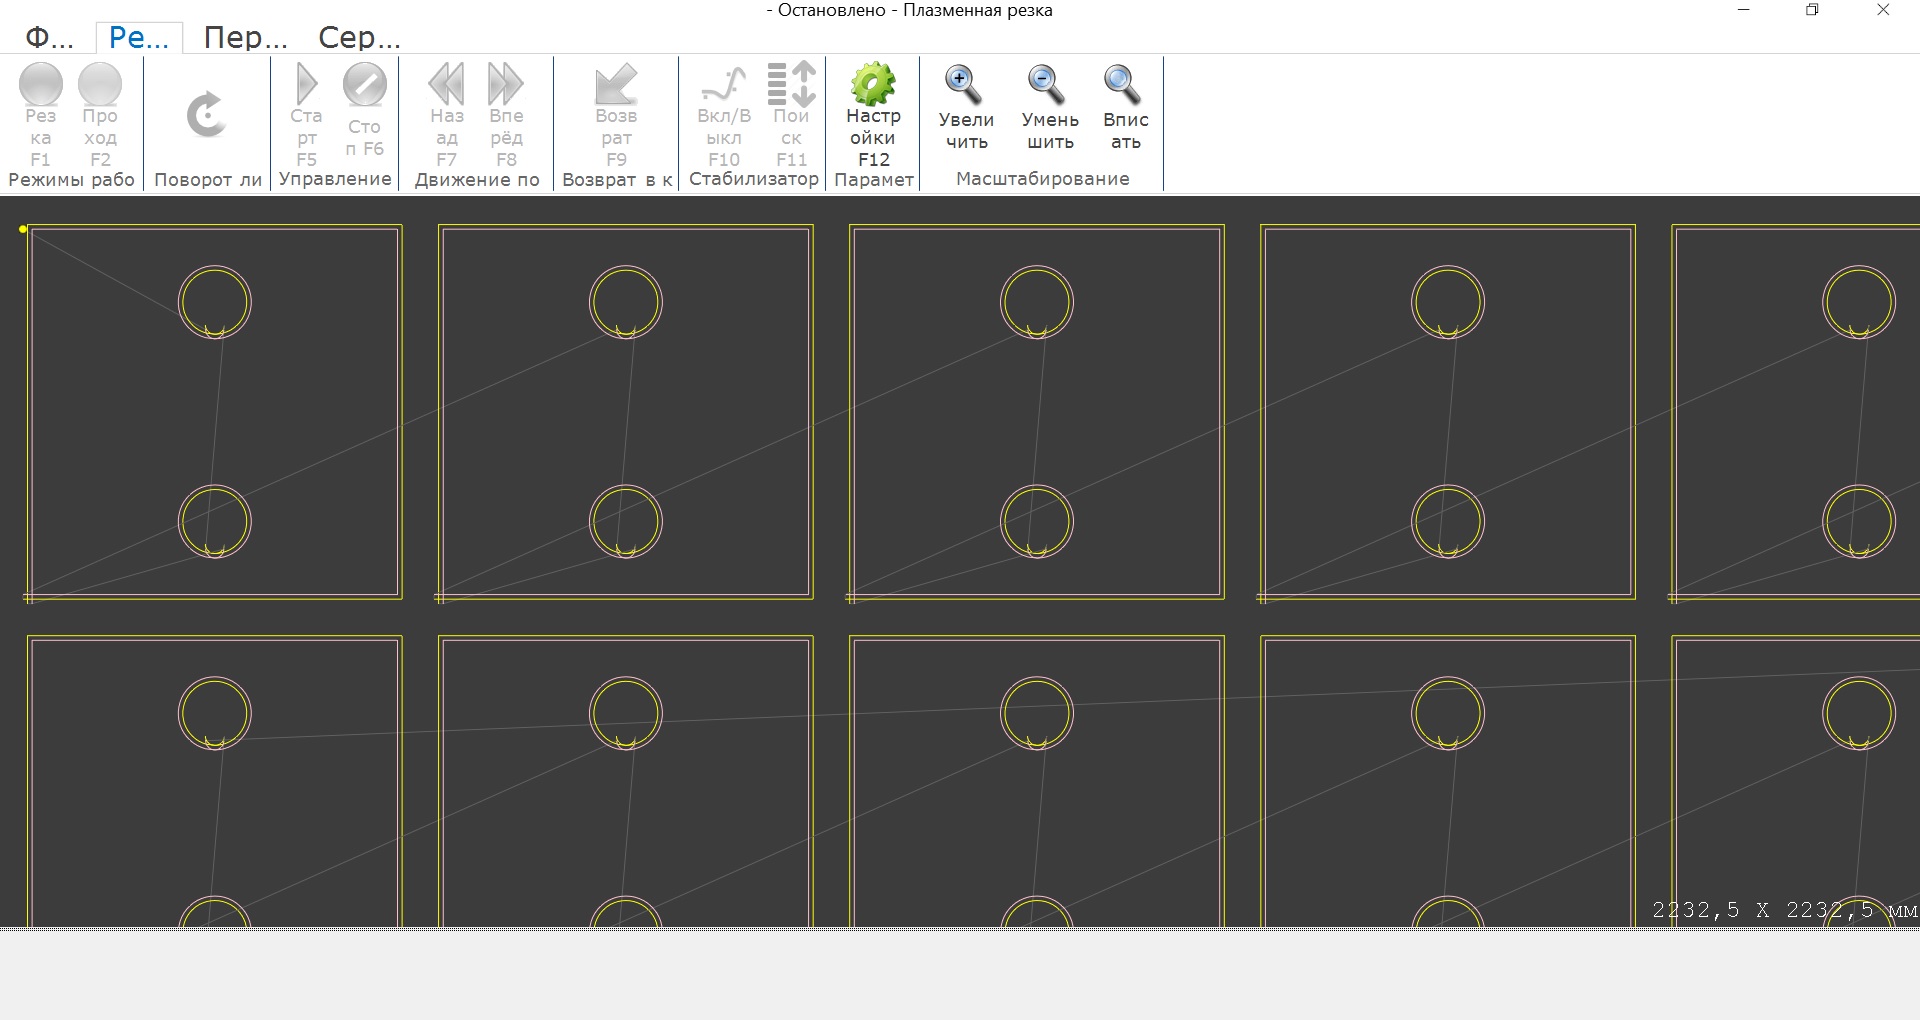 - Остановлено - Плазменная резка
Ф... Ре... Пер... Сер...
Рез
ка
F1
Про
ход
F2
Ста
рт
F5
Сто
п F6
Наз
ад
F7
Впе
рёд
F8
Возв
рат
F9
Вкл/В
ыкл
F10
Пои
ск
F11
Настр
ойки
F12
Увели
чить
Умень
шить
Впис
ать
Режимы рабо
Поворот ли
Управление
Движение по
Возврат в к
Стабилизатор
Парамет
Масштабирование
2232,5 X 2232,5 мм